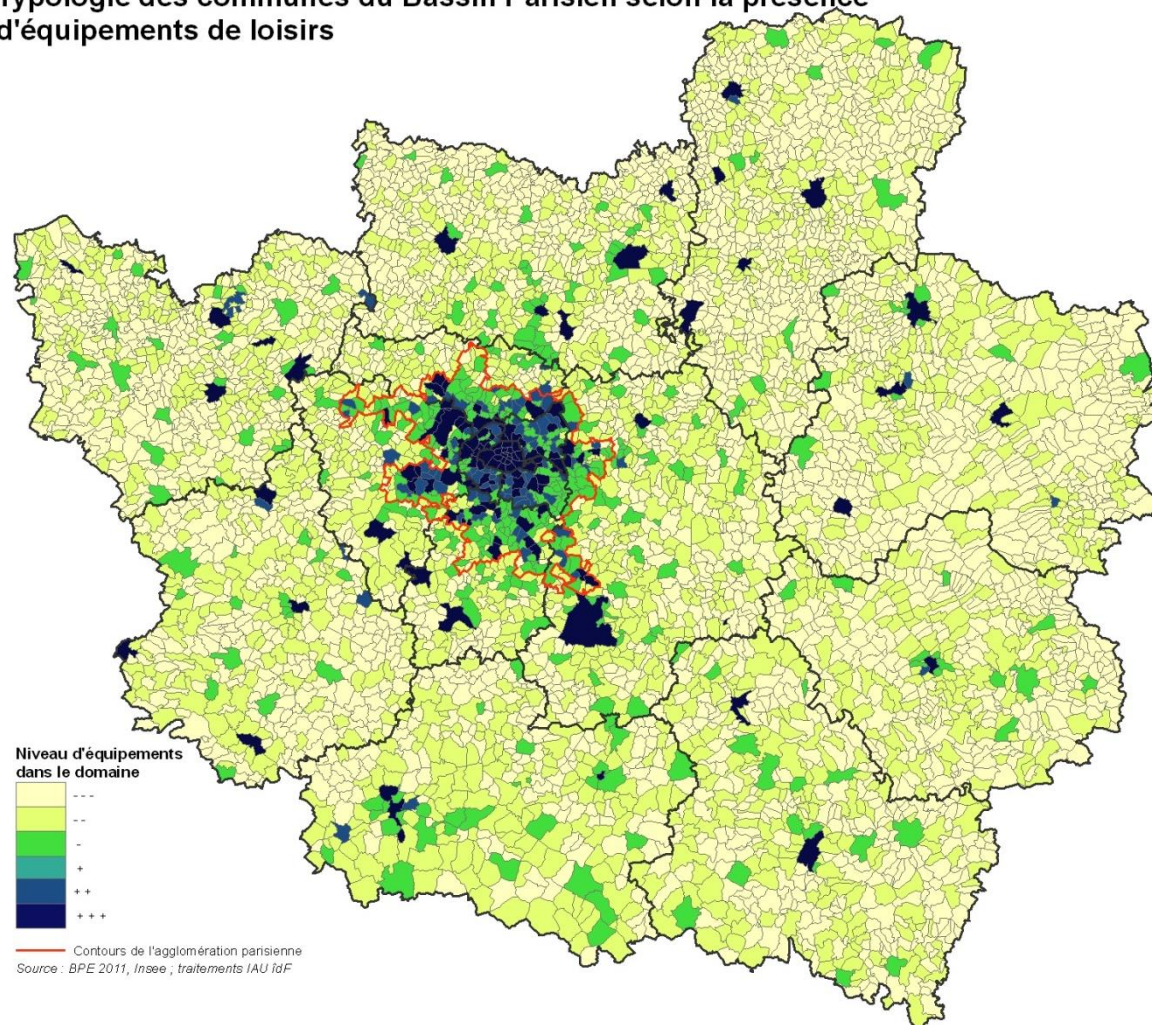 Typologie des communes du Bassin Parisien selon la présence
d'équipements de loisirs
Niveau d'équipements
dans le domaine
- - -
- -
-
+
+ +
+ + +
Contours de l'agglomération parisienne
Source : BPE 2011, Insee ; traitements IAU îdF